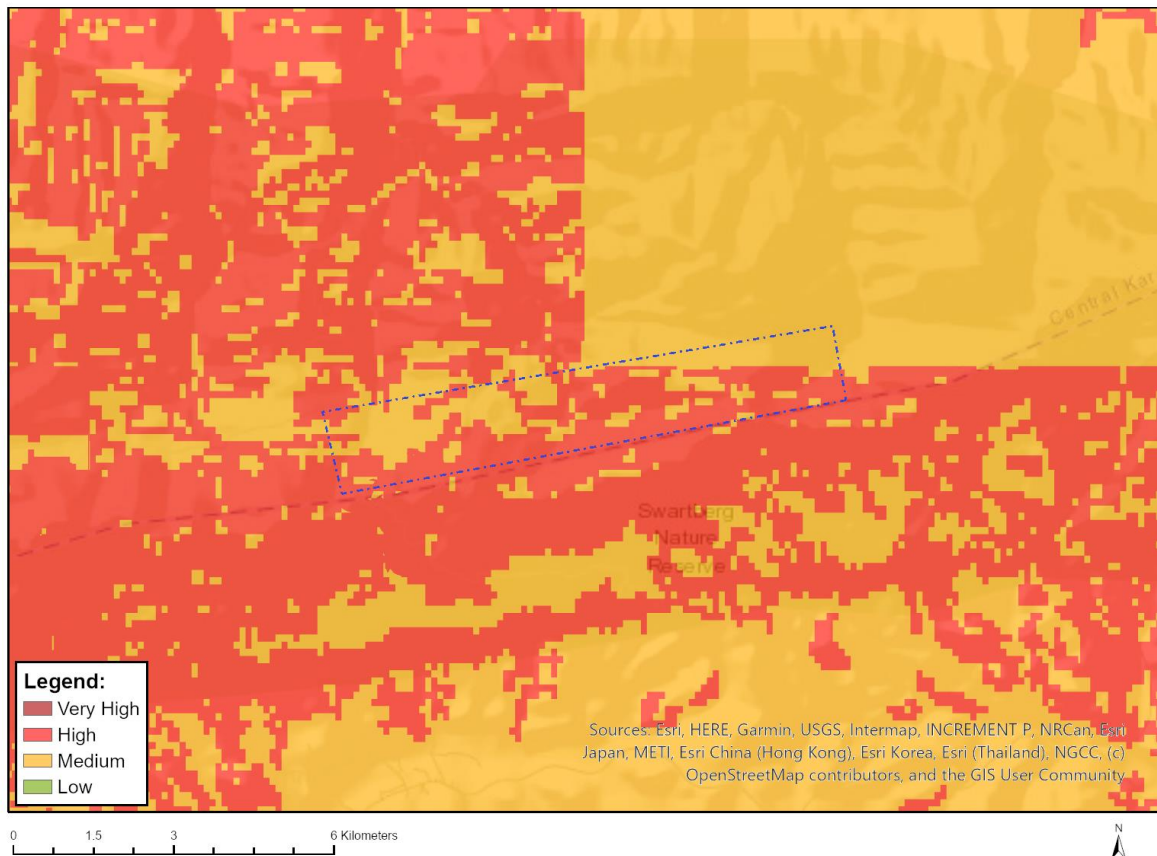 Central Kar
Swartberg
Nature
Reserve
Legend:
Very High
High
Medium
Low
Sources: Esri, HERE, Garmin, USGS, Intermap, INCREMENT P, NRCan, Esri
Japan, METI, Esri China (Hong Kong), Esri Korea, Esri (Thailand), NGCC, (c)
OpenStreetMap contributors, and the GIS User Community
0 1.5 3 6 Kilometers
N